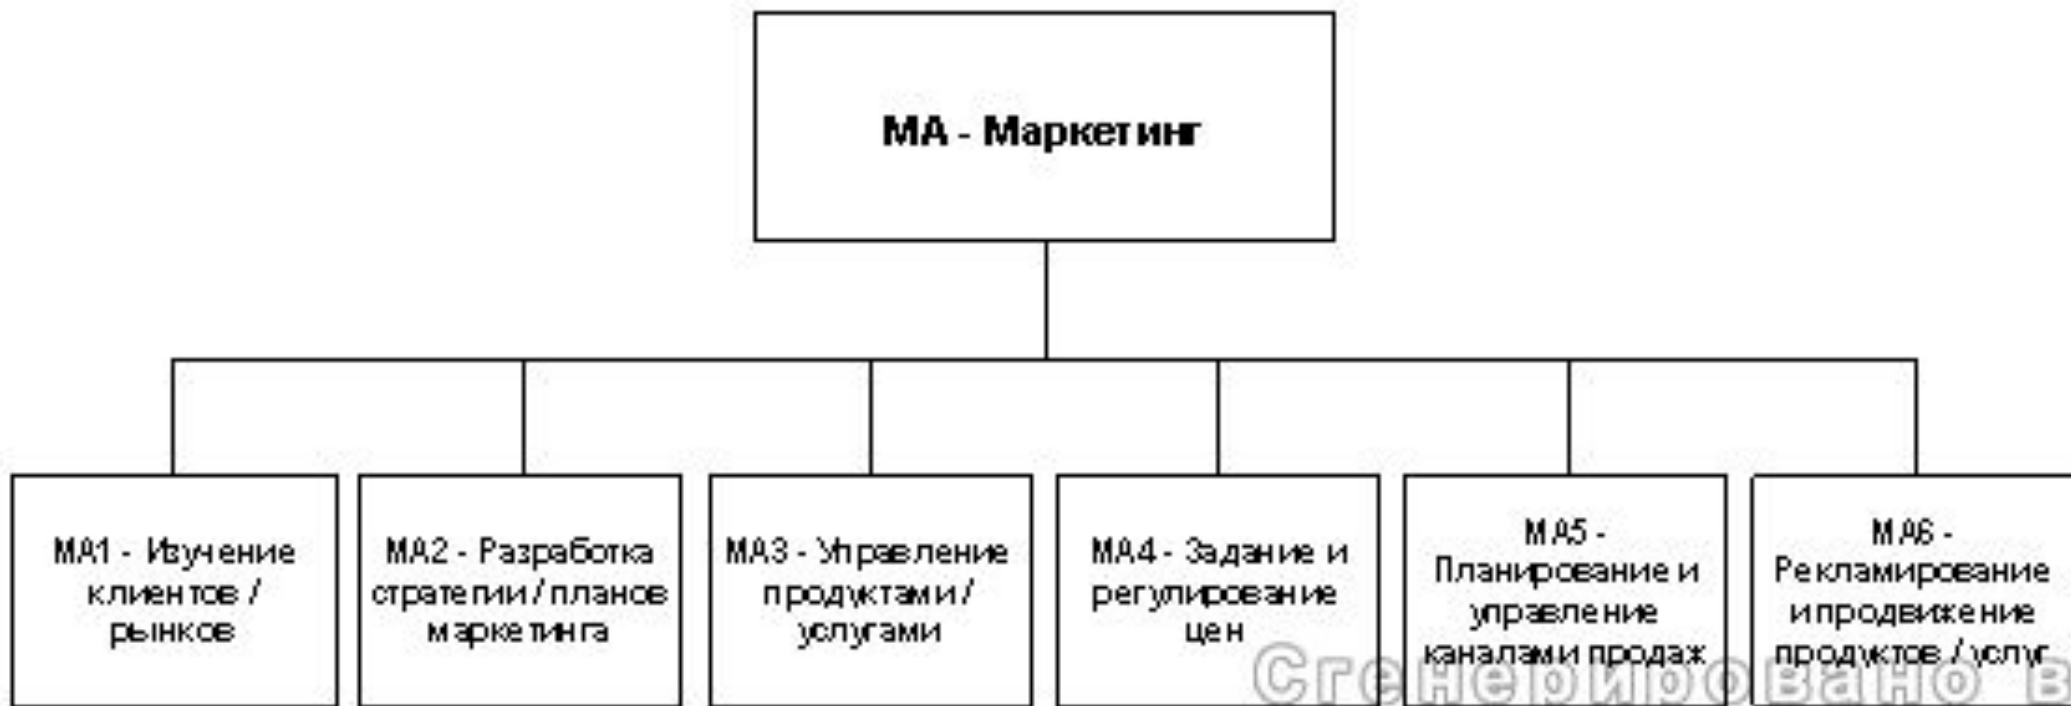 МА - Маркетинг
МА1 - Изучение
клиентов /
рынков
МА2 - Разработка
стратегии / планов
маркетинга
МА3 - Управление
продуктами /
услугами
МА4 - Задание и
регулирование
цен
МА5 -
Планирование и
управление
каналами продаж
МА6 -
Рекламирование
и продвижение
продуктов / услуг
Сгенерировано в